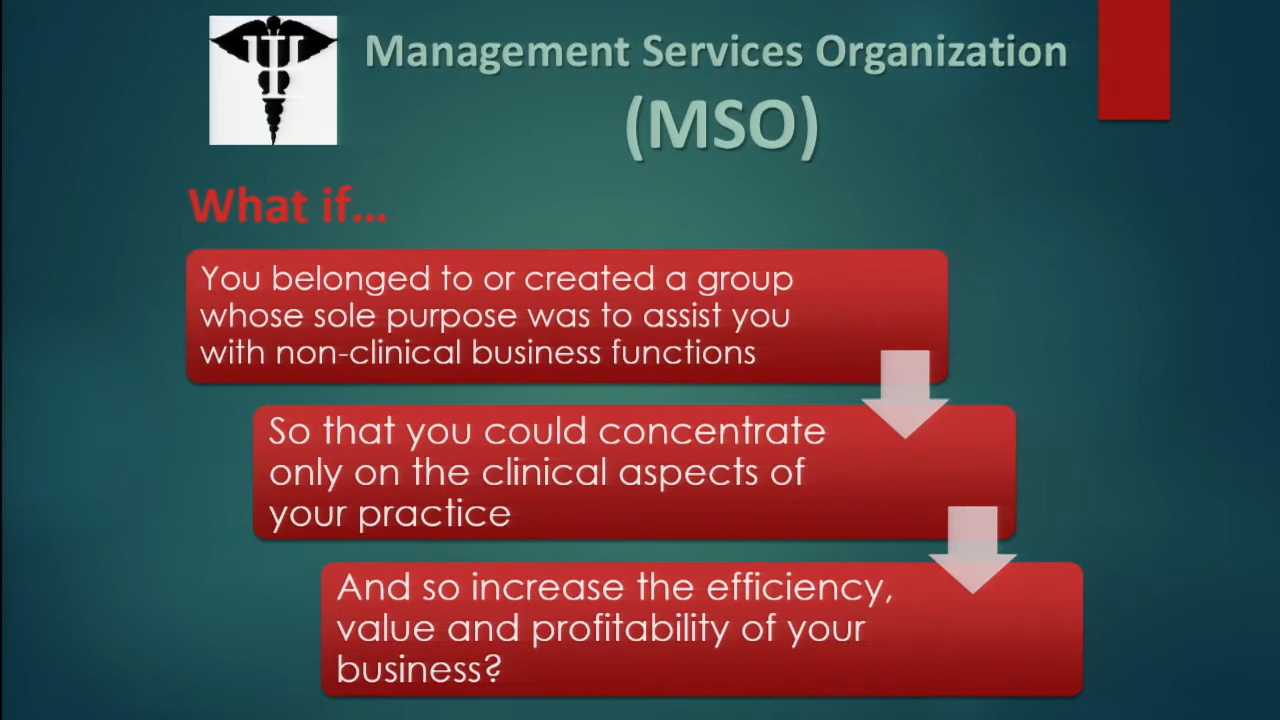 Management Services Organization
(MSO)
What if...
You belonged to or created a group
whose sole purpose was to assist you
with non-clinical business functions
So that you could concentrate
only on the clinical aspects of
your practice
And so increase the efficiency,
value and profitability of your
business?